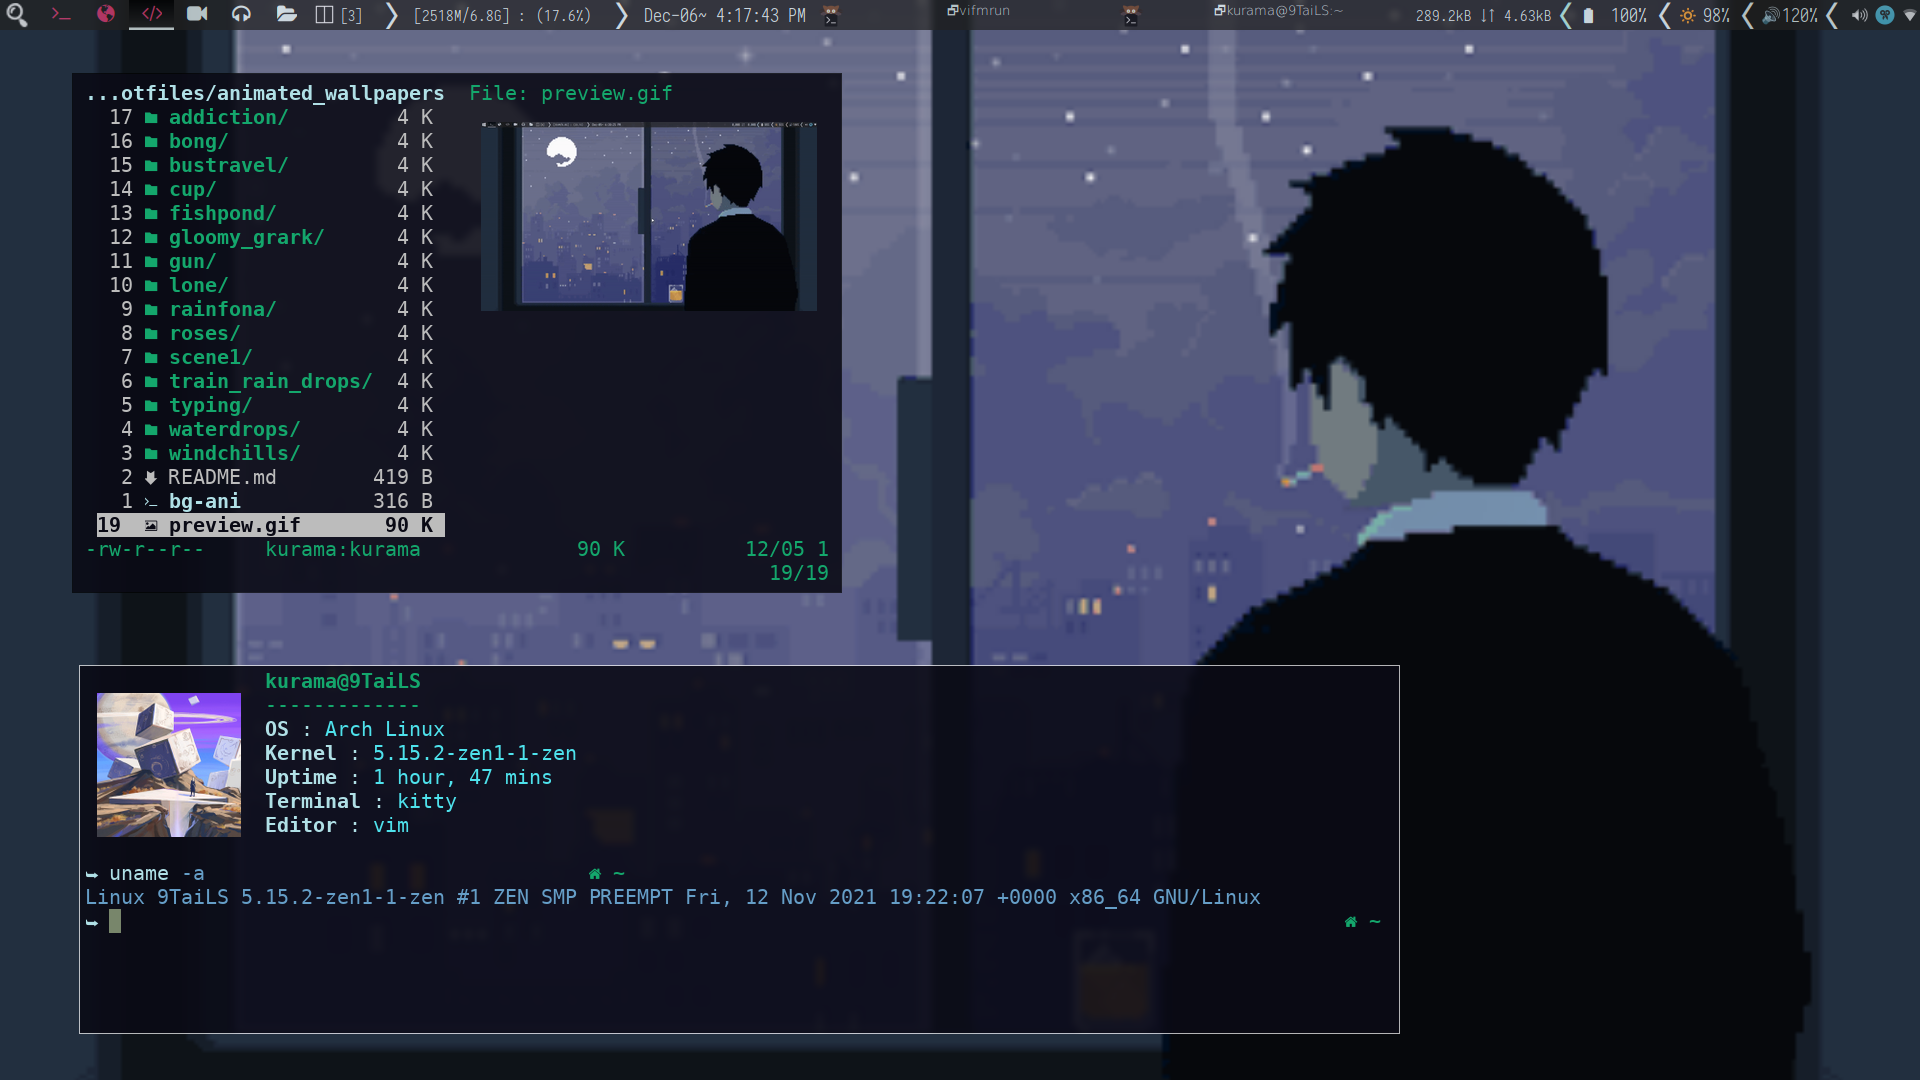 [3] [2518M/6.8G] : (17.6%) Dec-06~ 4:17:43 PM vifmrun kurama@9TaiLS:~ 289.2kB ↓↑ 4.63kB 100% 98% 120%
...otfiles/animated_wallpapers File: preview.gif
17 addiction/ 4 K
16 bong/ 4 K
15 bustravel/ 4 K
14 cup/ 4 K
13 fishpond/ 4 K
12 gloomy_grark/ 4 K
11 gun/ 4 K
10 lone/ 4 K
9 rainfona/ 4 K
8 roses/ 4 K
7 scene1/ 4 K
6 train_rain_drops/ 4 K
5 typing/ 4 K
4 waterdrops/ 4 K
3 windchills/ 4 K
2 README.md 419 B
1 bg-ani 316 B
19 preview.gif 90 K
-rw-r--r-- kurama:kurama 90 K 12/05 1
19/19
kurama@9TaiLS
-------------
OS : Arch Linux
Kernel : 5.15.2-zen1-1-zen
Uptime : 1 hour, 47 mins
Terminal : kitty
Editor : vim
uname -a ~
Linux 9TaiLS 5.15.2-zen1-1-zen #1 ZEN SMP PREEMPT Fri, 12 Nov 2021 19:22:07 +0000 x86_64 GNU/Linux
~